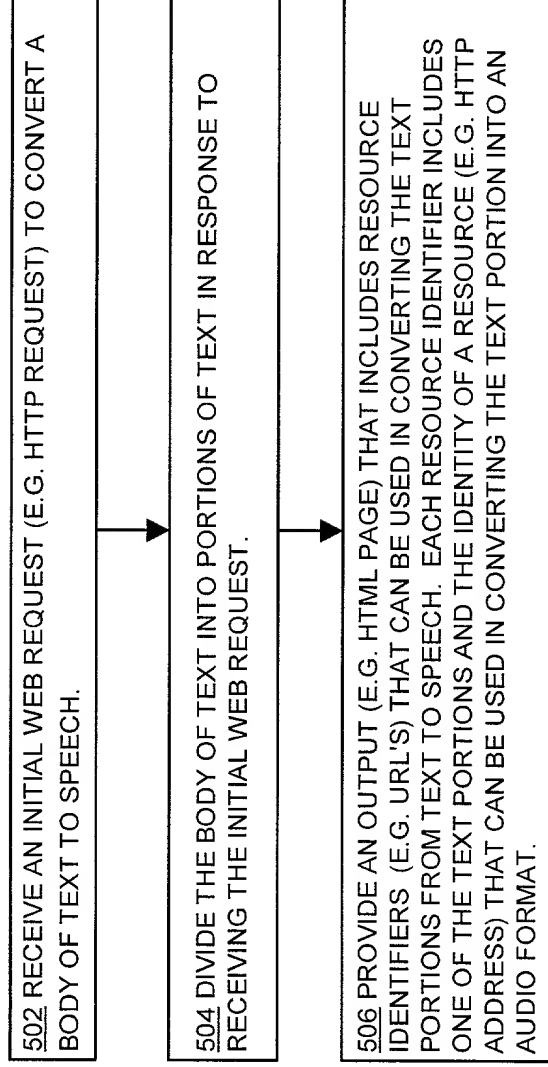 502 RECEIVE AN INITIAL WEB REQUEST (E.G. HTTP REQUEST) TO CONVERT A
BODY OF TEXT TO SPEECH.
504 DIVIDE THE BODY OF TEXT INTO PORTIONS OF TEXT IN RESPONSE TO
RECEIVING THE INITIAL WEB REQUEST.
506 PROVIDE AN OUTPUT (E.G. HTML PAGE) THAT INCLUDES RESOURCE
IDENTIFIERS (E.G. URL'S) THAT CAN BE USED IN CONVERTING THE TEXT
PORTIONS FROM TEXT TO SPEECH. EACH RESOURCE IDENTIFIER INCLUDES
ONE OF THE TEXT PORTIONS AND THE IDENTITY OF A RESOURCE (E.G. HTTP
ADDRESS) THAT CAN BE USED IN CONVERTING THE TEXT PORTION INTO AN
AUDIO FORMAT.